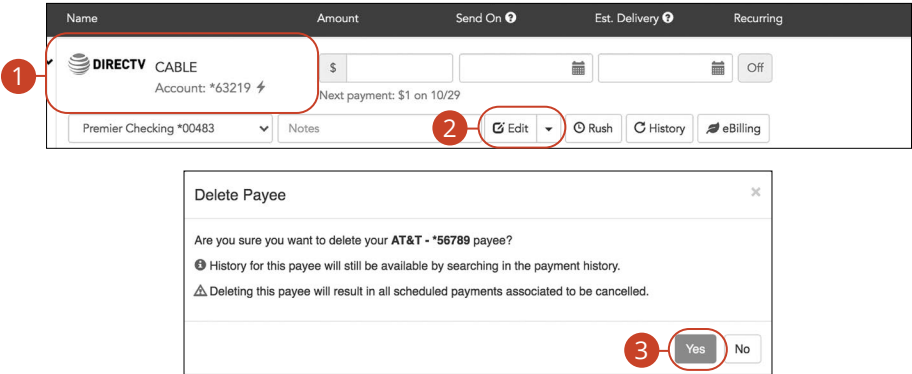 Name Amount Send On Est. Delivery Recurring
DIRECTV CABLE
$ Off
1
Account: *63219
Next payment: $1 on 10/29
Premier Checking *00483 Notes 2 Edit Rush History eBilling
Delete Payee ×
Are you sure you want to delete your AT&T - *56789 payee?
History for this payee will still be available by searching in the payment history.
Deleting this payee will result in all scheduled payments associated to be cancelled.
3 Yes No